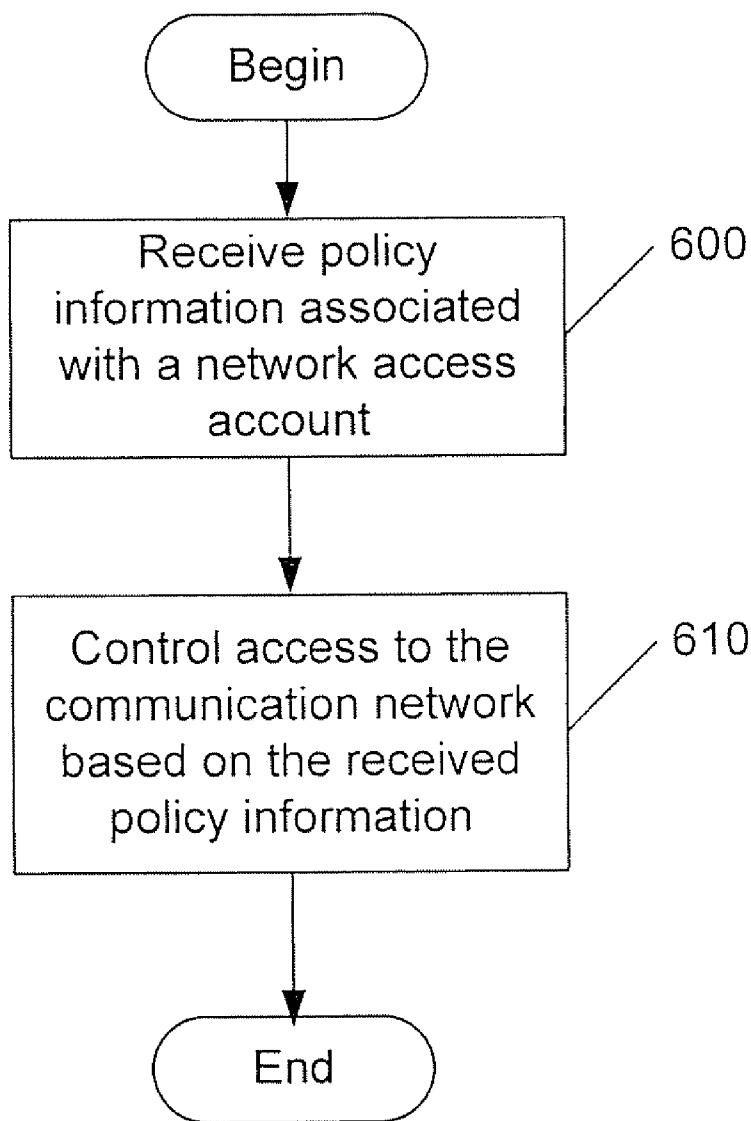 Begin
Receive policy
information associated
with a network access
account
600
Control access to the
communication network
based on the received
policy information
610
End